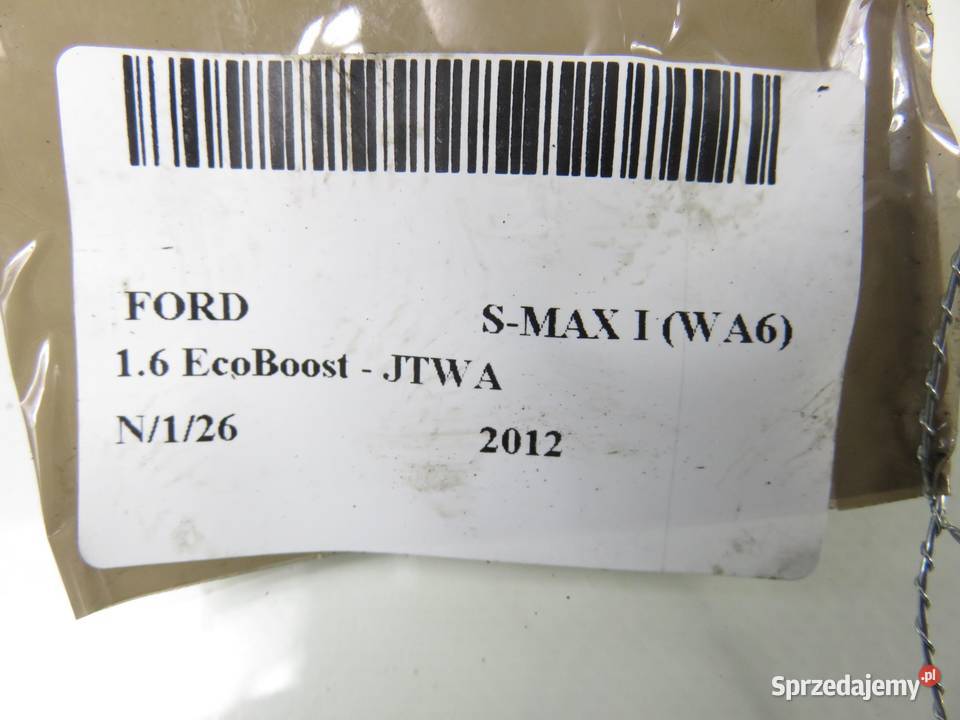 FORD S-MAX I (WA6)
1.6 EcoBoost - JTWA
N/1/26 2012
Sprzedajemy.pl